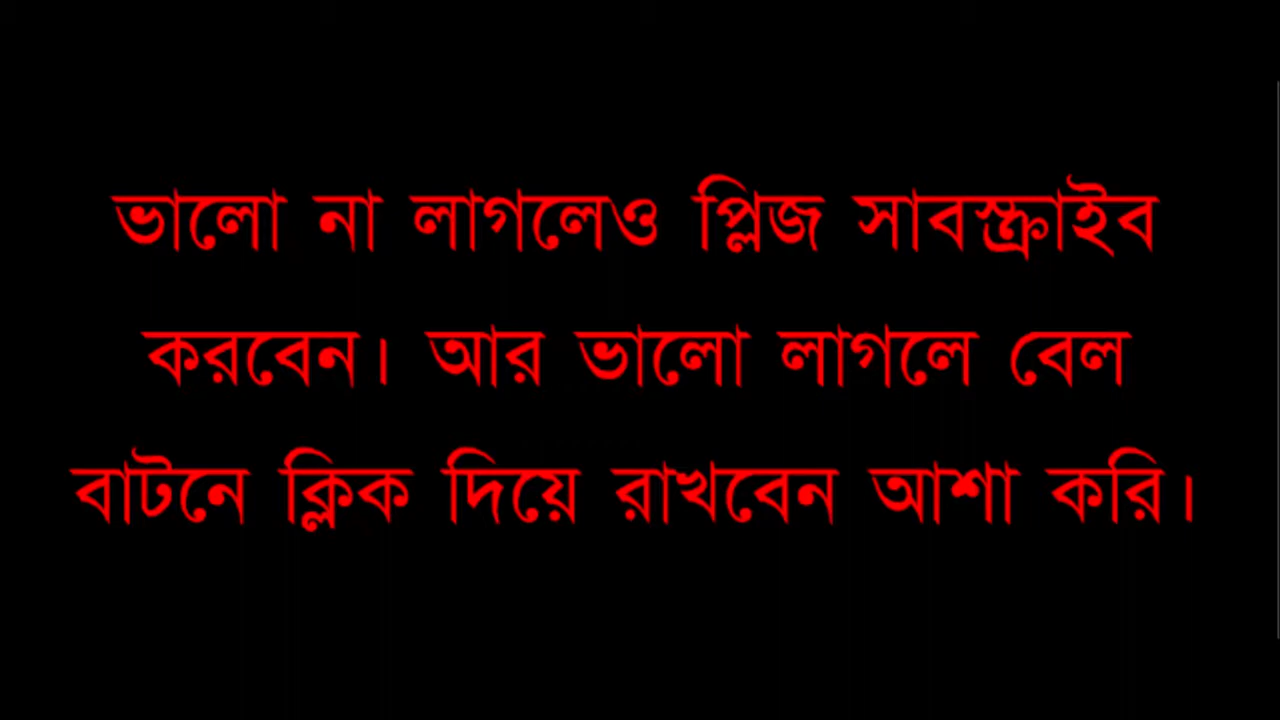 ভালো না লাগলেও প্লিজ সাবস্ক্রাইব
করবেন। আর ভালো লাগলে বেল
বাটনে ক্লিক দিয়ে রাখবেন আশা করি।